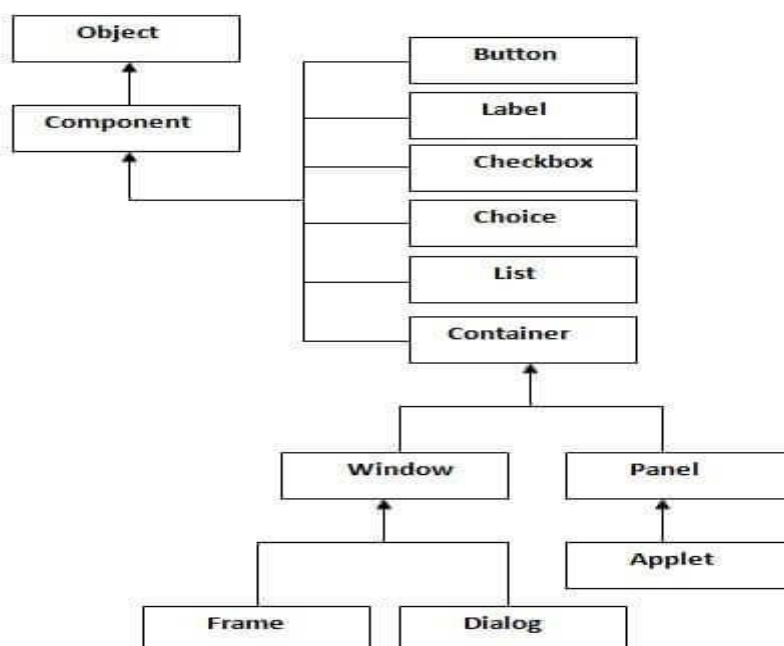 Object
Component
Button
Label
Checkbox
Choice
List
Container
Window
Panel
Applet
Frame
Dialog